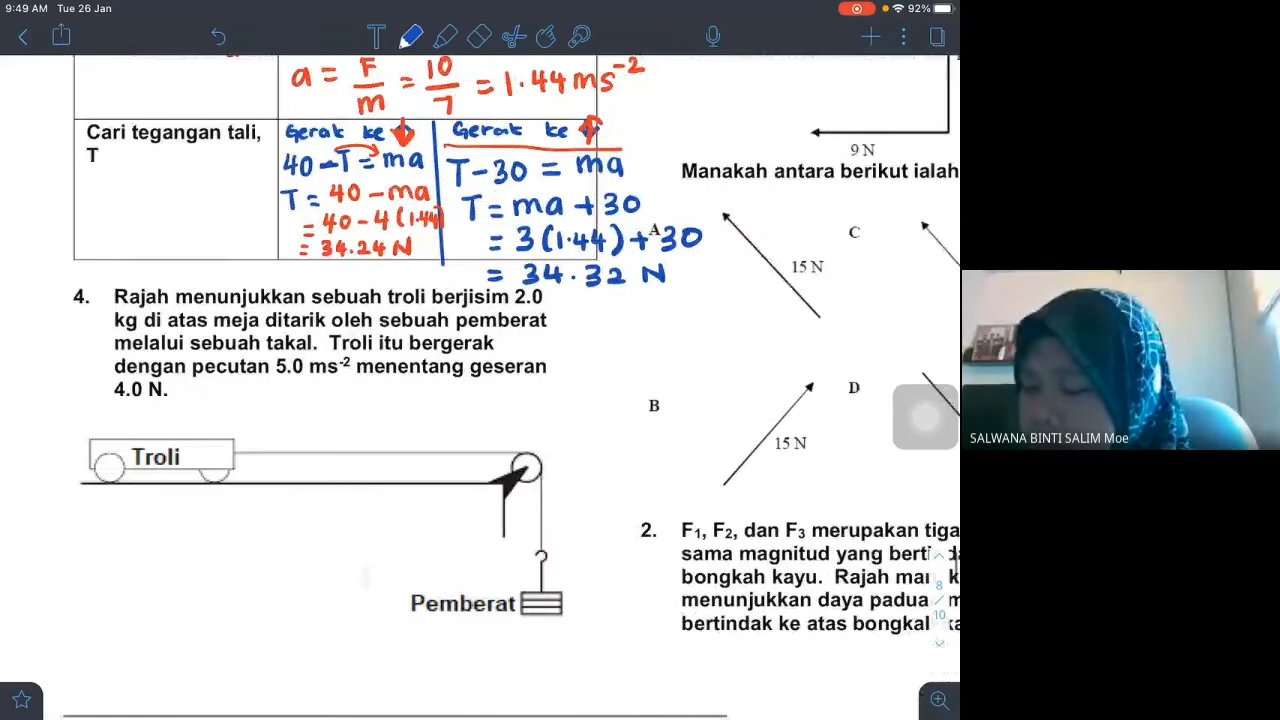 9:49 AM Tue 26 Jan
92%
T
a = F/m = 10/7 = 1.44 ms⁻²
Cari tegangan tali,
T
Gerak ke ↓
40 - T = ma
T = 40 - ma
= 40 - 4 (1.44)
= 34.24 N
Gerak ke ↑
T - 30 = ma
T = ma + 30
= 3 (1.44) + 30
= 34.32 N
4. Rajah menunjukkan sebuah troli berjisim 2.0
kg di atas meja ditarik oleh sebuah pemberat
melalui sebuah takal. Troli itu bergerak
dengan pecutan 5.0 ms⁻² menentang geseran
4.0 N.
Troli
Pemberat
9 N
Manakah antara berikut ialah
A
15 N
C
B
15 N
D
2. F₁, F₂, dan F₃ merupakan tiga
sama magnitud yang bert
bongkah kayu. Rajah
menunjukkan daya padua
bertindak ke atas bongkal
8
/
10
SALWANA BINTI SALIM Moe